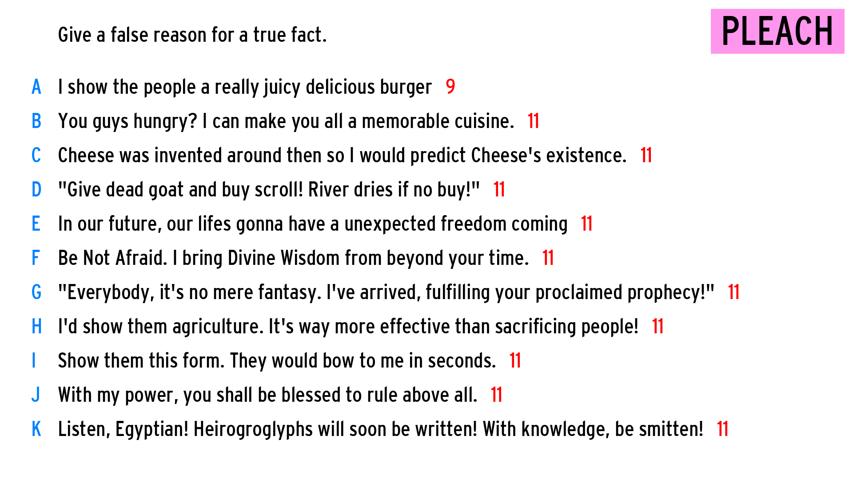 Give a false reason for a true fact.
PLEACH
A I show the people a really juicy delicious burger 9
B You guys hungry? I can make you all a memorable cuisine. 11
C Cheese was invented around then so I would predict Cheese's existence. 11
D "Give dead goat and buy scroll! River dries if no buy!" 11
E In our future, our lifes gonna have a unexpected freedom coming 11
F Be Not Afraid. I bring Divine Wisdom from beyond your time. 11
G "Everybody, it's no mere fantasy. I've arrived, fulfilling your proclaimed prophecy!" 11
H I'd show them agriculture. It's way more effective than sacrificing people! 11
I Show them this form. They would bow to me in seconds. 11
J With my power, you shall be blessed to rule above all. 11
K Listen, Egyptian! Heirogroglyphs will soon be written! With knowledge, be smitten! 11